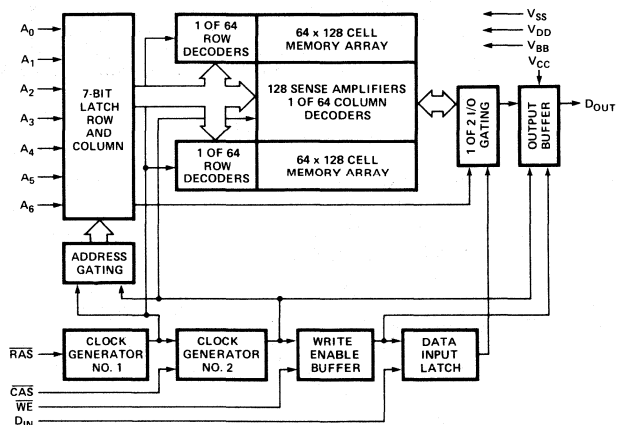 A0
A1
A2
A3
A4
A5
A6
7-BIT
LATCH
ROW
AND
COLUMN
1 OF 64
ROW
DECODERS
64 x 128 CELL
MEMORY ARRAY
128 SENSE AMPLIFIERS
1 OF 64 COLUMN
DECODERS
1 OF 64
ROW
DECODERS
64 x 128 CELL
MEMORY ARRAY
1 OF 2 I/O
GATING
VSS
VDD
VBB
VCC
OUTPUT
BUFFER
DOUT
ADDRESS
GATING
RAS
CLOCK
GENERATOR
NO. 1
CLOCK
GENERATOR
NO. 2
WRITE
ENABLE
BUFFER
DATA
INPUT
LATCH
CAS
WE
DIN